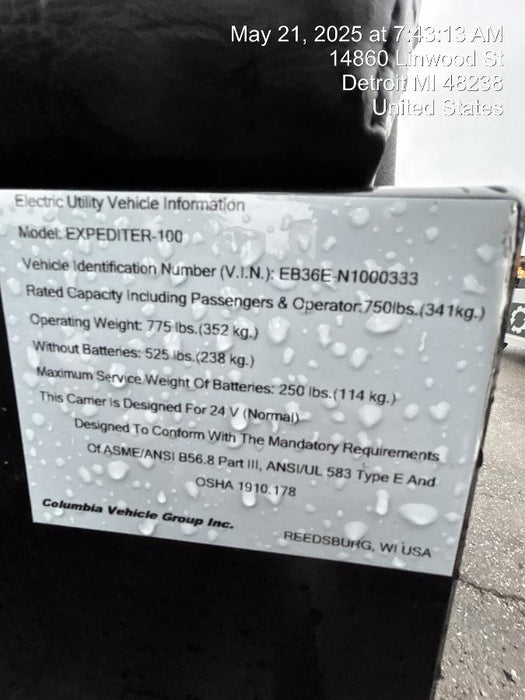 May 21, 2025 at 7:43:13 AM
14860 Linwood St
Detroit MI 48238
United States
Electric Utility Vehicle Information
Model: EXPEDITER-100
Vehicle Identification Number (V.I.N.): EB36E-N1000333
Rated Capacity Including Passengers & Operator:750lbs.(341kg.)
Operating Weight: 775 lbs.(352 kg.)
Without Batteries: 525 lbs.(238 kg.)
Maximum Service Weight Of Batteries: 250 lbs.(114 kg.)
This Carrier Is Designed For 24 V (Normal)
Designed To Conform With The Mandatory Requirements
Of ASME/ANSI B56.8 Part III, ANSI/UL 583 Type E And
OSHA 1910.178
Columbia Vehicle Group Inc.
REEDSBURG, WI USA